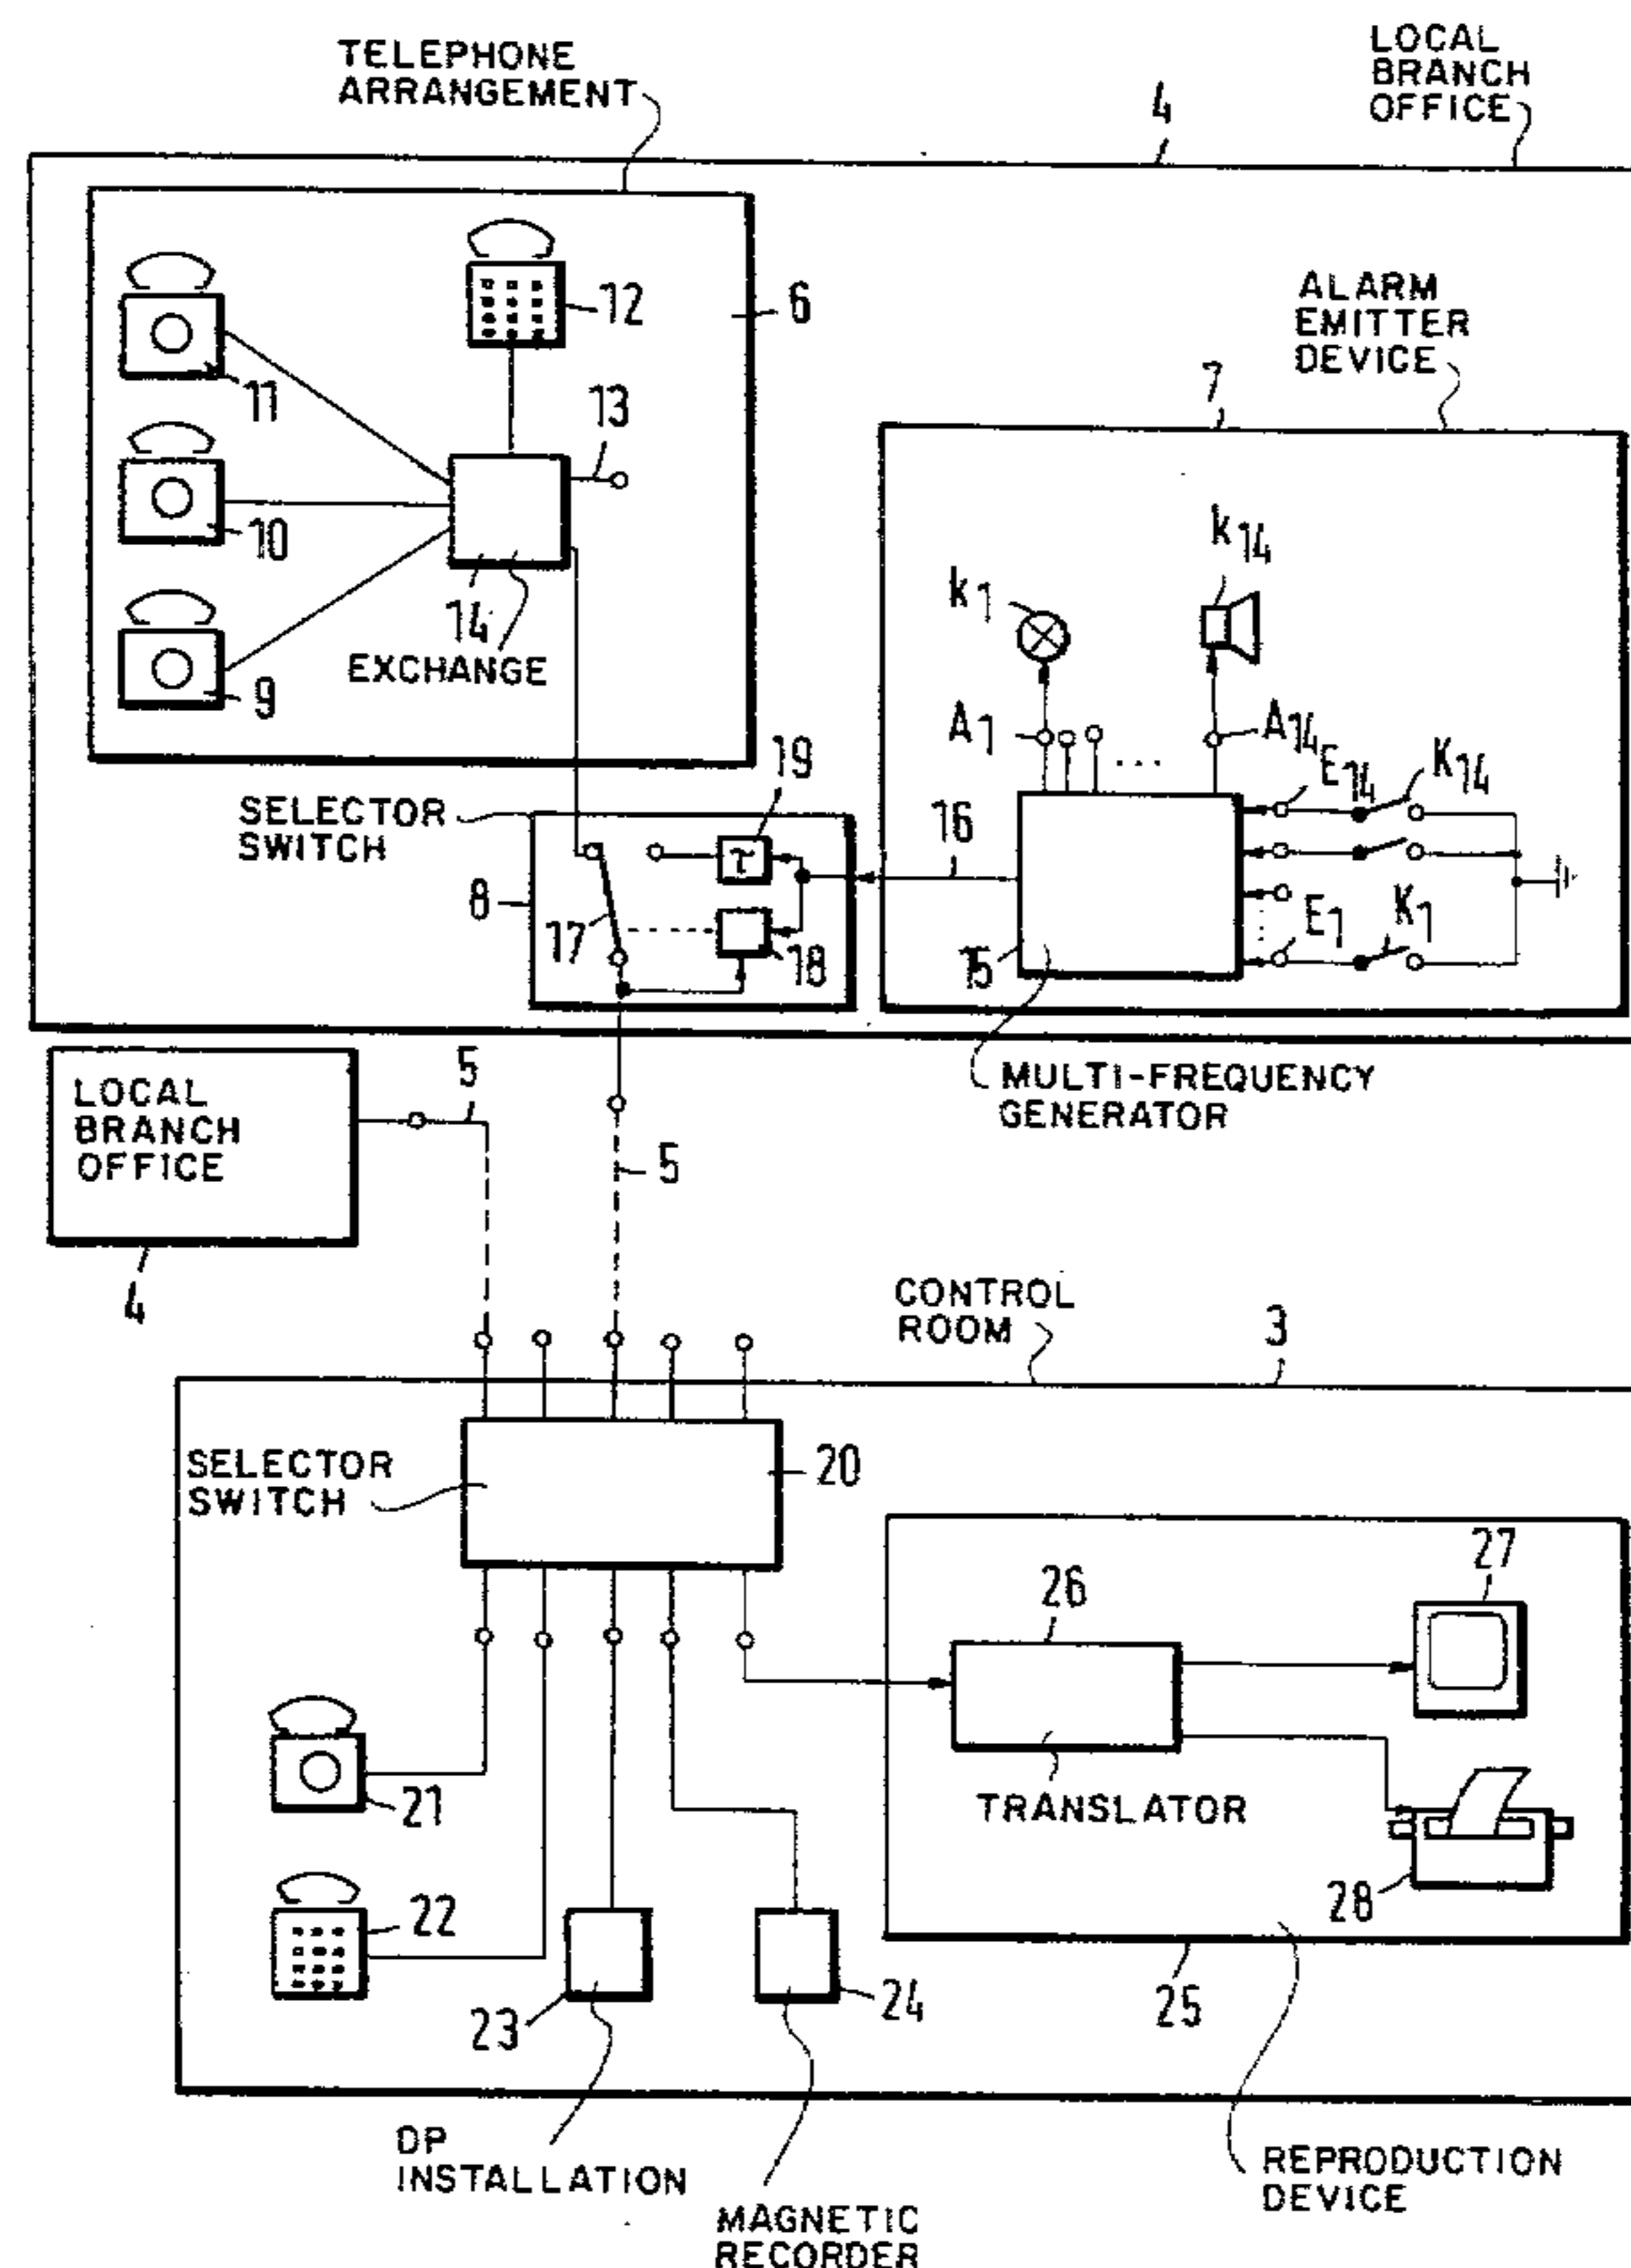 TELEPHONE
ARRANGEMENT
LOCAL
BRANCH
OFFICE
4
6
12
11
13
10
14
EXCHANGE
9
ALARM
EMITTER
DEVICE
7
k14
k1
A1
A14
E14
K14
E1
K1
16
15
19
τ
SELECTOR
SWITCH
8
17
18
MULTI-FREQUENCY
GENERATOR
LOCAL
BRANCH
OFFICE
5
5
4
CONTROL
ROOM
3
SELECTOR
SWITCH
20
27
26
TRANSLATOR
28
21
22
23
24
25
DP
INSTALLATION
MAGNETIC
RECORDER
REPRODUCTION
DEVICE